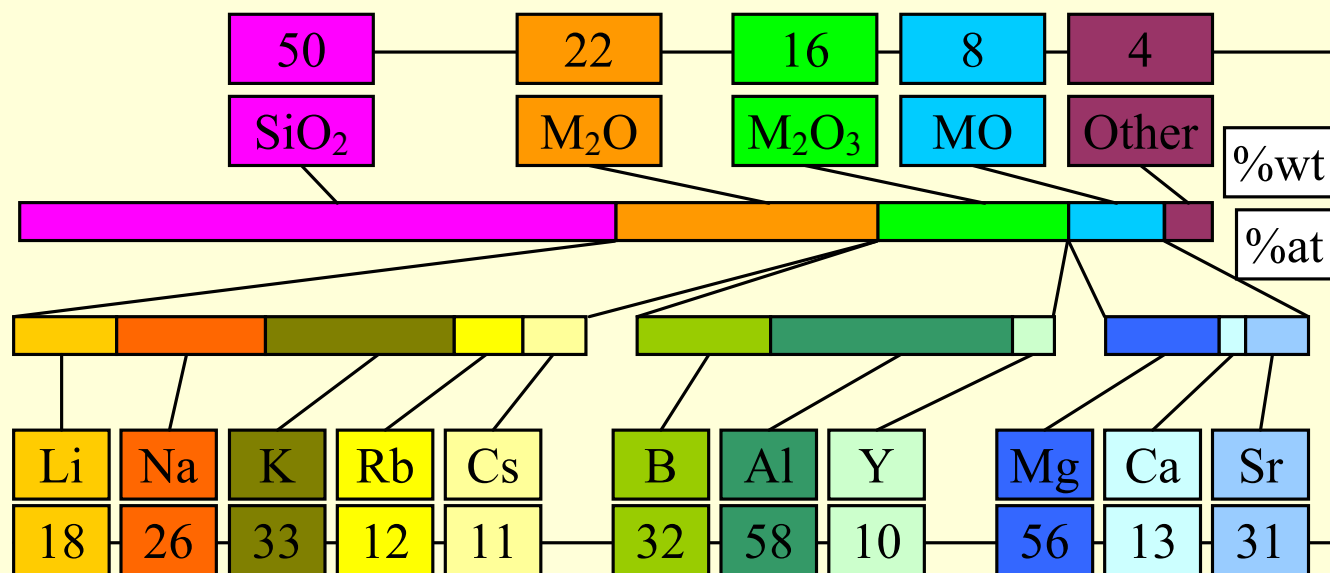 50 22 16 8 4
SiO₂ M₂O M₂O₃ MO Other
%wt
%at
Li Na K Rb Cs B Al Y Mg Ca Sr
18 26 33 12 11 32 58 10 56 13 31